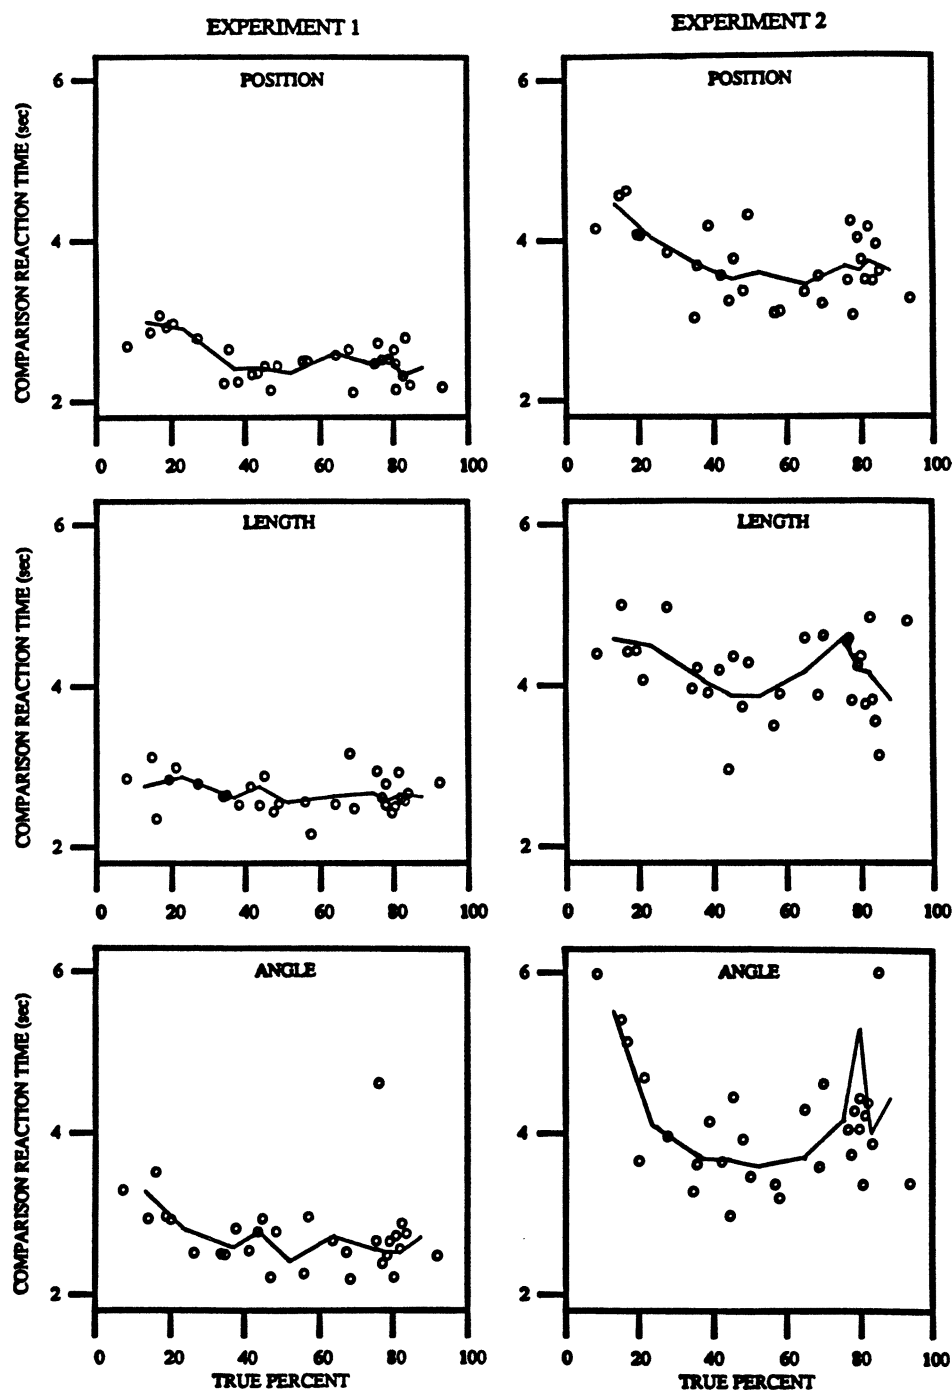 EXPERIMENT 1
EXPERIMENT 2
POSITION
POSITION
COMPARISON REACTION TIME (sec)
6
4
2
0 20 40 60 80 100
6
4
2
0 20 40 60 80 100
LENGTH
LENGTH
COMPARISON REACTION TIME (sec)
6
4
2
0 20 40 60 80 100
6
4
2
0 20 40 60 80 100
ANGLE
ANGLE
COMPARISON REACTION TIME (sec)
6
4
2
0 20 40 60 80 100
TRUE PERCENT
6
4
2
0 20 40 60 80 100
TRUE PERCENT